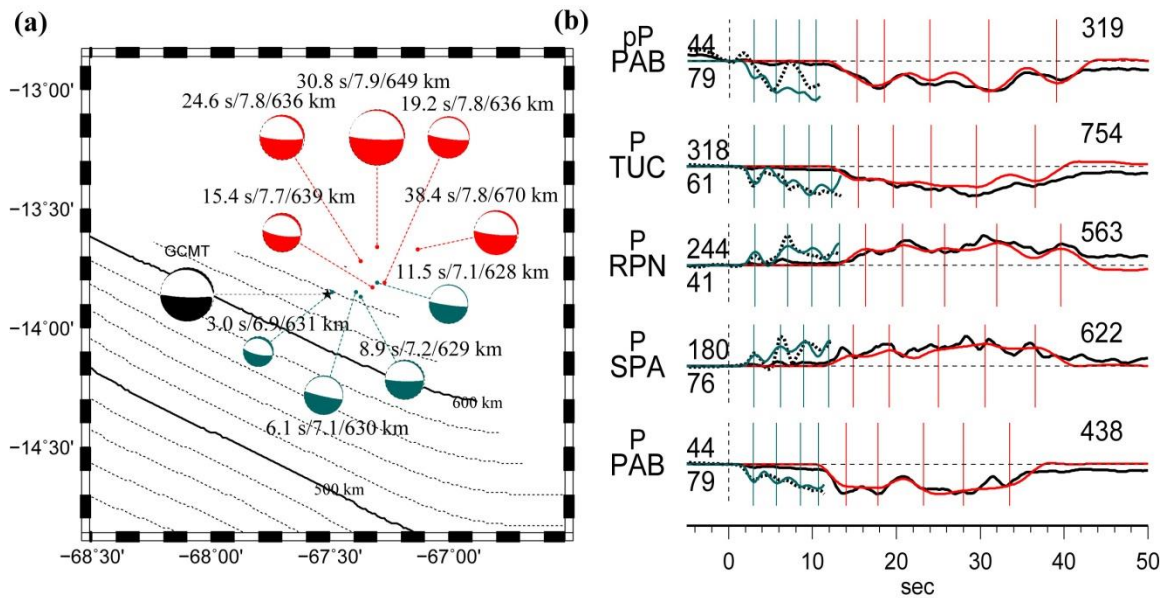 (a)
30.8 s/7.9/649 km
24.6 s/7.8/636 km
19.2 s/7.8/636 km
15.4 s/7.7/639 km
38.4 s/7.8/670 km
GCMT
11.5 s/7.1/628 km
3.0 s/6.9/631 km
8.9 s/7.2/629 km
6.1 s/7.1/630 km
600 km
500 km
−13˚00'
−13˚30'
−14˚00'
−14˚30'
−68˚30'
−68˚00'
−67˚30'
−67˚00'
(b)
pP
PAB
44
79
319
P
TUC
318
61
754
P
RPN
244
41
563
P
SPA
180
76
622
P
PAB
44
79
438
0 10 20 30 40 50
sec